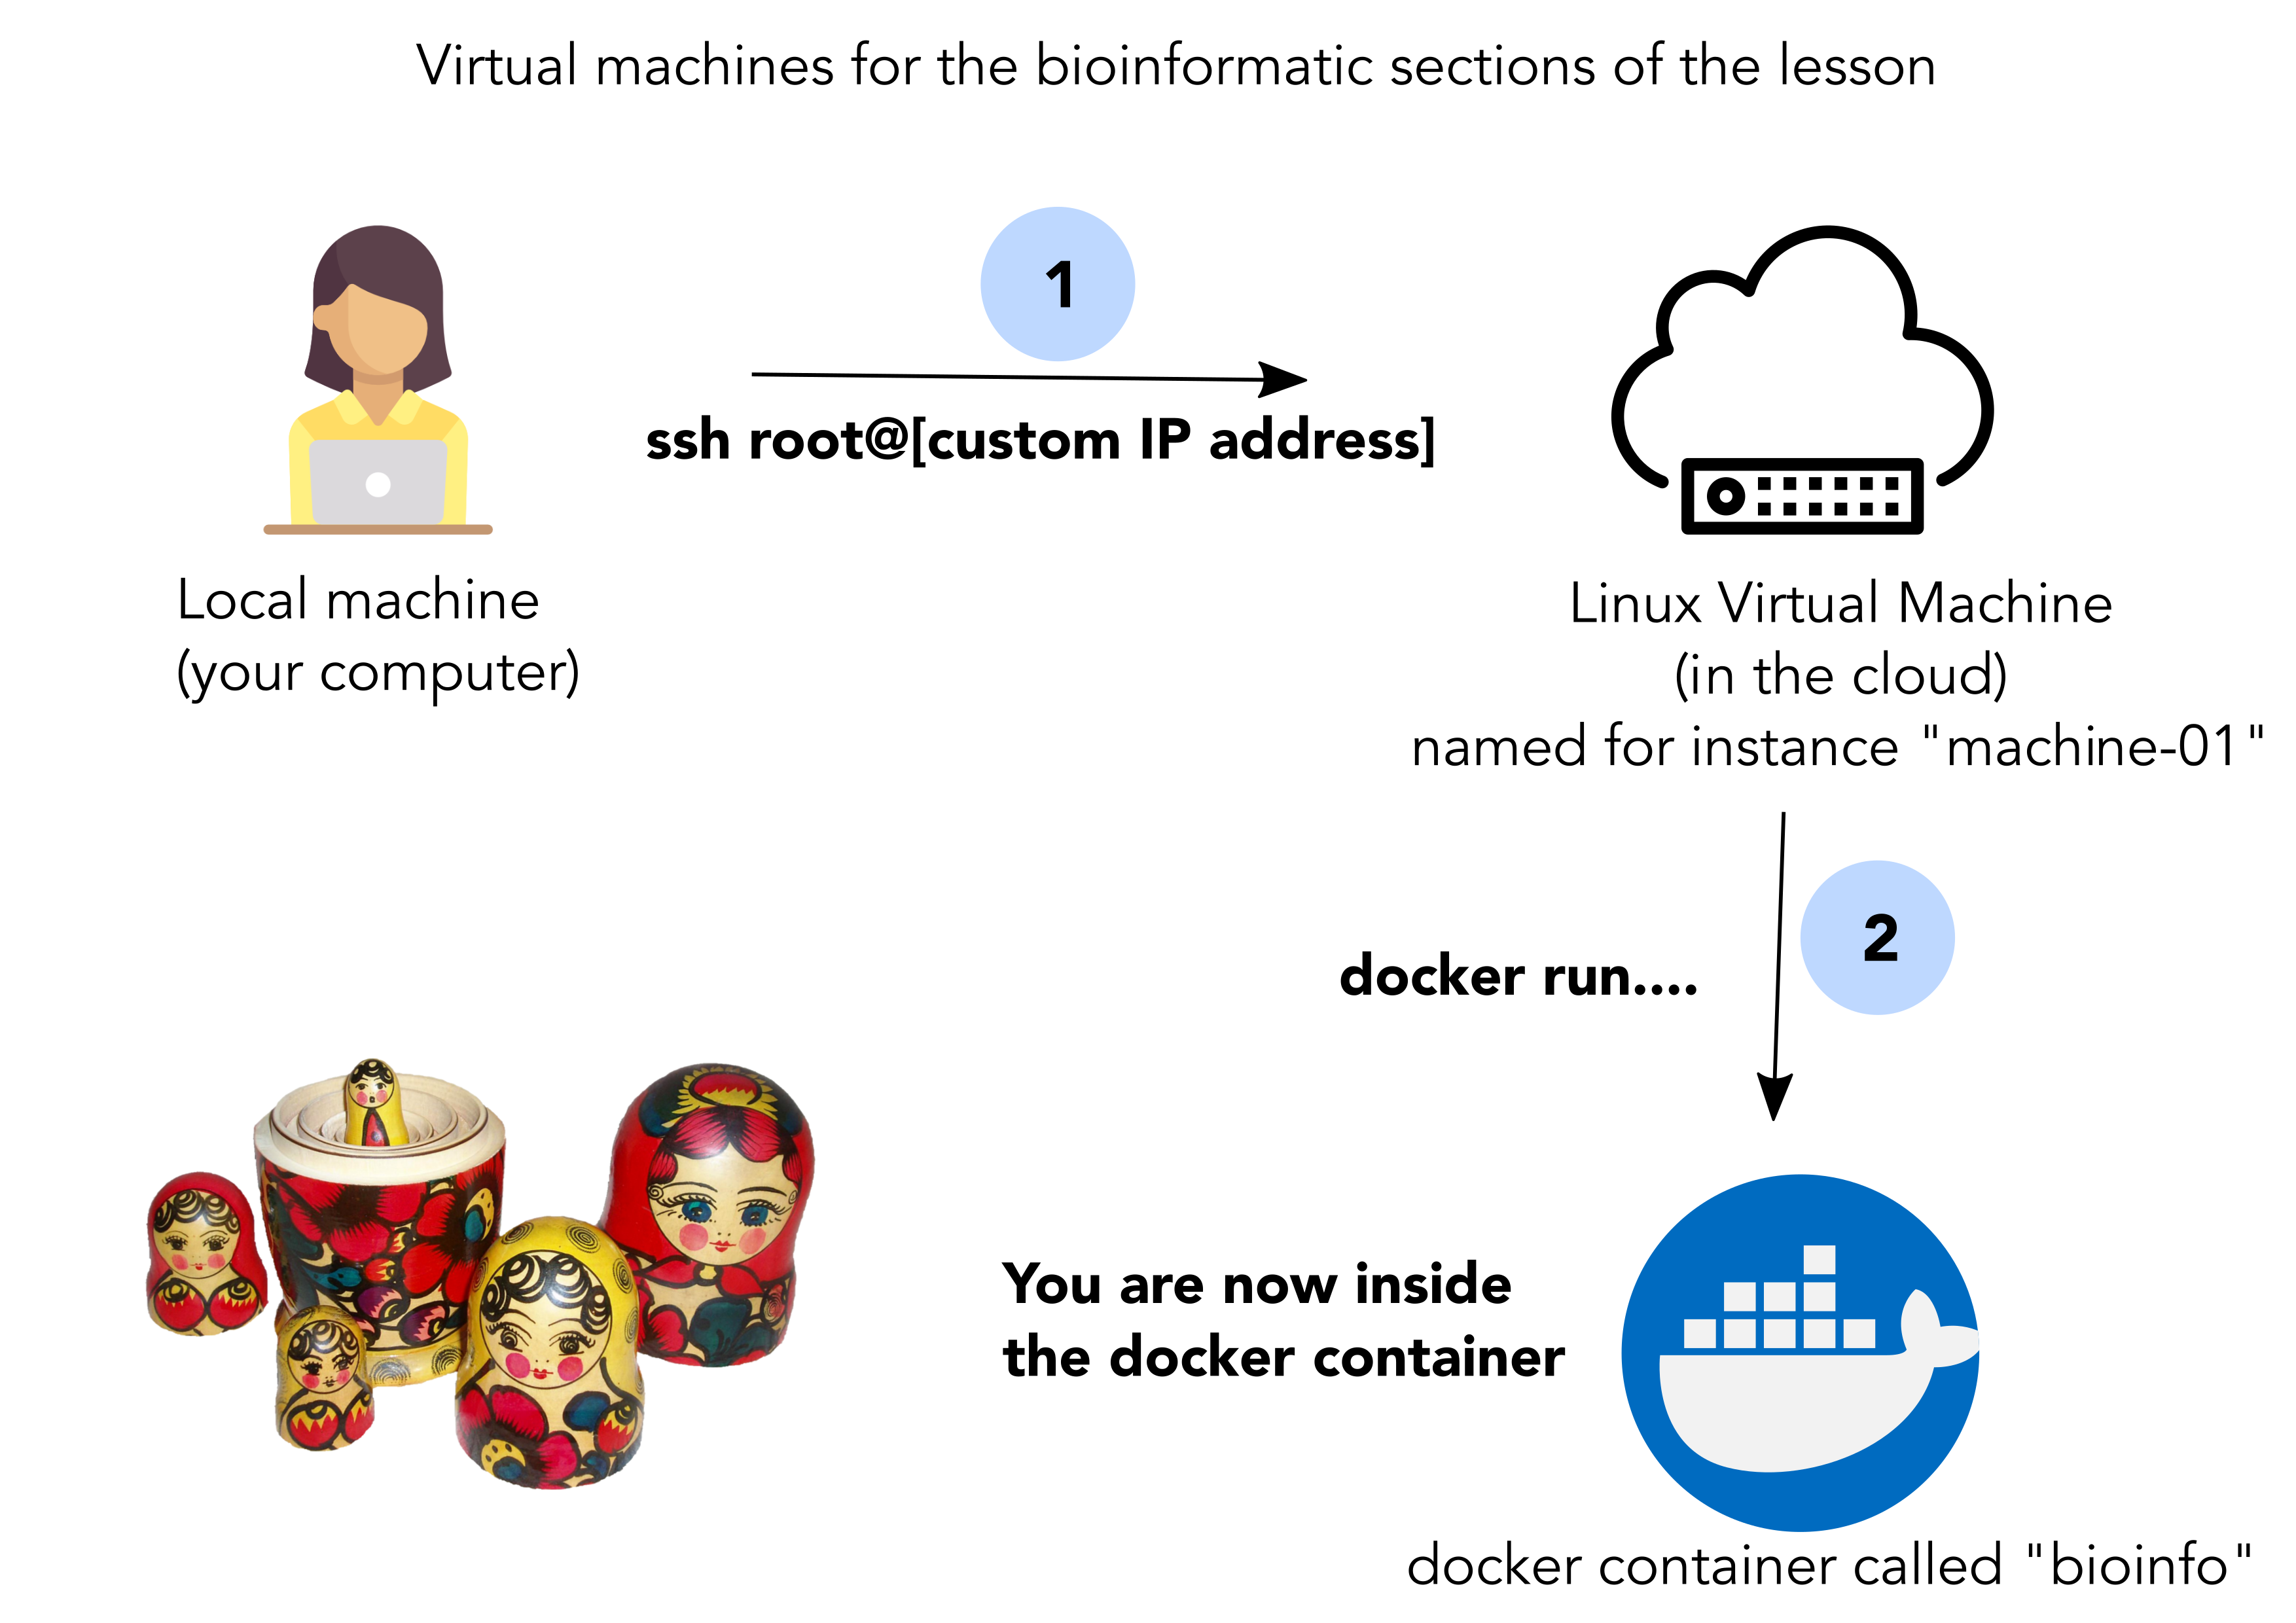 Virtual machines for the bioinformatic sections of the lesson
1
ssh root@[custom IP address]
Local machine
(your computer)
Linux Virtual Machine
(in the cloud)
named for instance "machine-01"
2
docker run....
You are now inside
the docker container
docker container called "bioinfo"